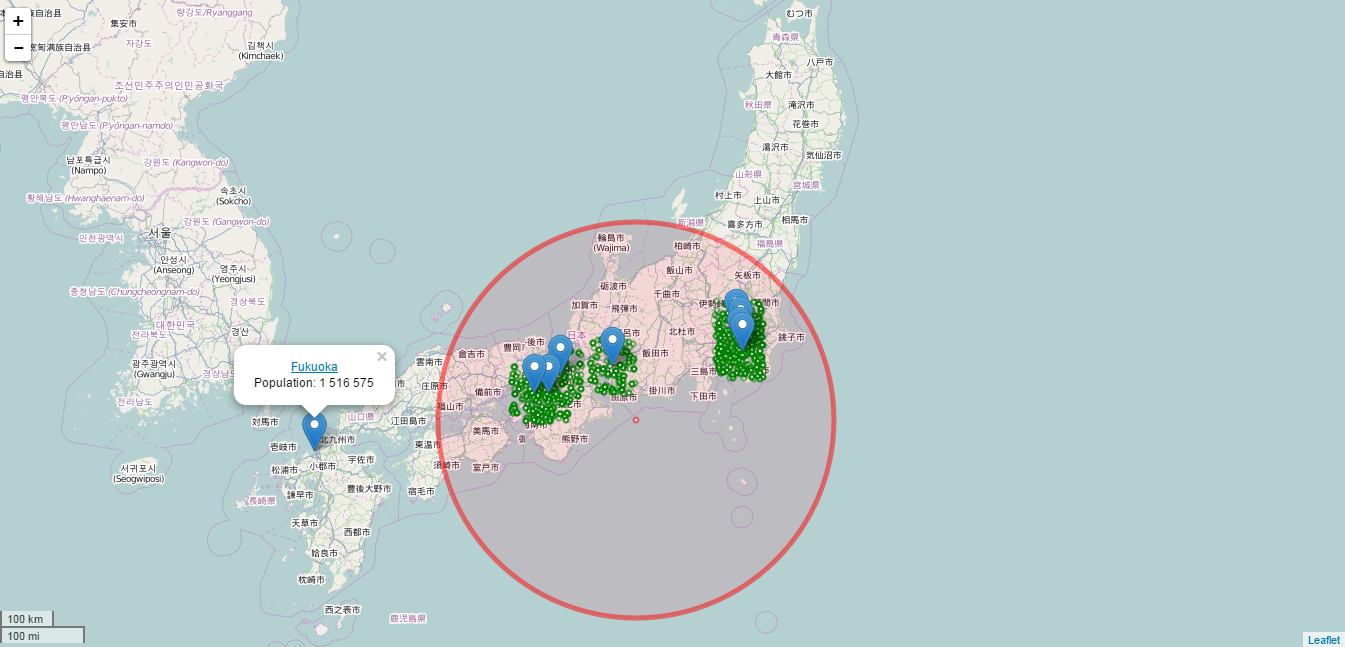 +
−
自治县
宽甸满族自治县
集安市
량강도/Ryanggang
자강도
김책시
(Kimchaek)
조선민주주의인민공화국
평안북도 (P'yŏngan-pukto)
평안남도 (P'yŏngan-namdo)
남포특급시
(Nampo)
강원도 (Kangwon-do)
황해남도 (Hwanghaenam-do)
속초시
(Sokcho)
강원도 (Gangwon-do)
서울
인천광역시
안성시
(Anseong)
영주시
(Yeongjusi)
충청남도 (Chungcheongnam-do)
경상북도
대한민국
전라북도
경산
광주광역시
(Gwangju)
경상남도
전라남도
서귀포시
(Seogwiposi)
むつ市
青森県
八戸市
大館市
秋田県
滝沢市
花巻市
湯沢市
気仙沼市
山形県
宮城県
村上市
上山市
新潟県
喜多方市
相馬市
福島県
輪島市
(Wajima)
柏崎市
飯山市
矢板市
砺波市
千曲市
加賀市
飛騨市
伊勢崎
間市
日本
呂市
北杜市
銚子市
豊岡
後市
飯田市
倉吉市
雲南市
三島市
備前市
庄原市
掛川市
下田市
田原市
福山市
Fukuoka
×
Population: 1 516 575
市
山口県
対馬市
江田島市
美馬市
熊野市
北九州市
壱岐市
東温市
小郡市
宇佐市
須崎市
室戸市
松浦市
諫早市
豊後大野市
宿毛市
長崎県
天草市
西都市
姶良市
枕崎市
西之表市
鹿児島県
100 km
100 mi
Leaflet